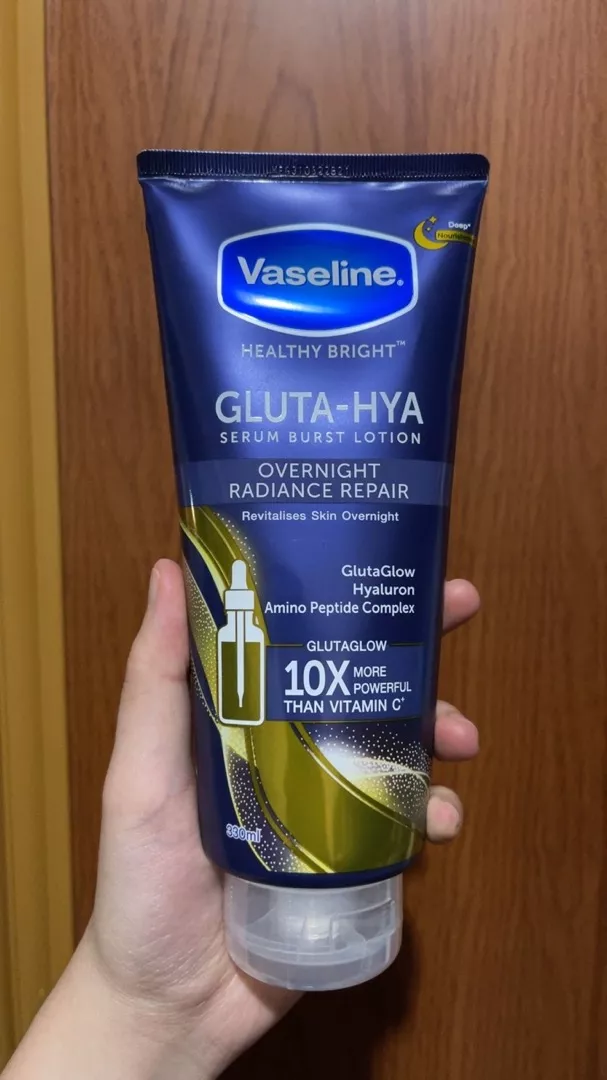 Deep*
Vaseline®
HEALTHY BRIGHT™
GLUTA-HYA
SERUM BURST LOTION
OVERNIGHT
RADIANCE REPAIR
Revitalises Skin Overnight
GlutaGlow
Hyaluron
Amino Peptide Complex
GLUTAGLOW
10X MORE
POWERFUL
THAN VITAMIN C*
330ml